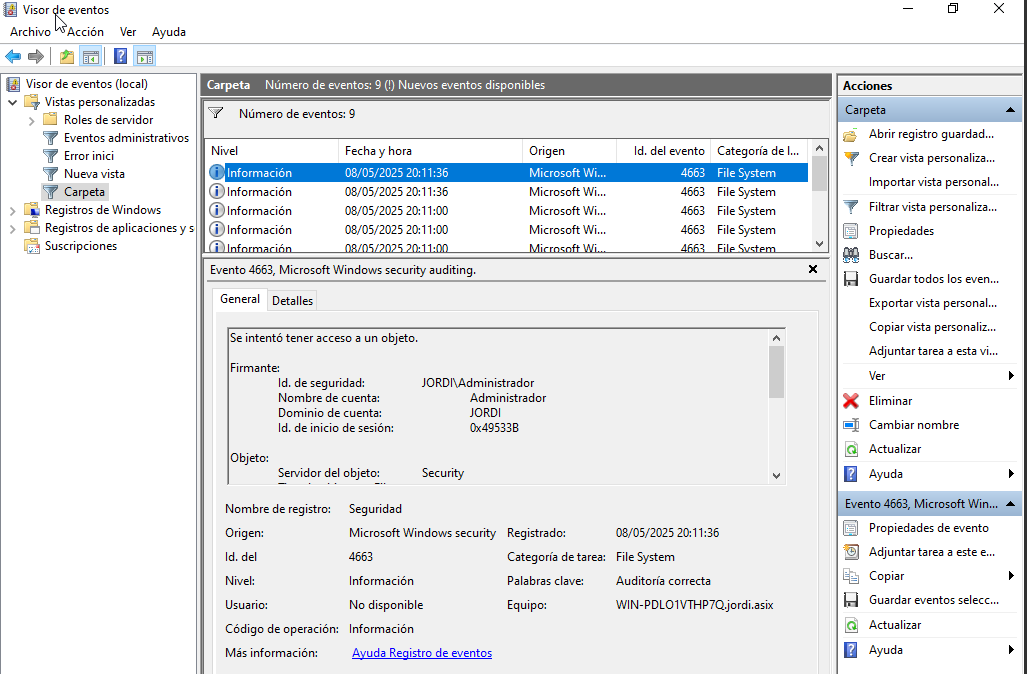 Visor de eventos
Archivo Acción Ver Ayuda
Visor de eventos (local)
Vistas personalizadas
Roles de servidor
Eventos administrativos
Error inici
Nueva vista
Carpeta
Registros de Windows
Registros de aplicaciones y s
Suscripciones
Carpeta Número de eventos: 9 (!) Nuevos eventos disponibles
Número de eventos: 9
Nivel Fecha y hora Origen Id. del evento Categoría de l...
Información 08/05/2025 20:11:36 Microsoft Wi... 4663 File System
Información 08/05/2025 20:11:36 Microsoft Wi... 4663 File System
Información 08/05/2025 20:11:00 Microsoft Wi... 4663 File System
Información 08/05/2025 20:11:00 Microsoft Wi... 4663 File System
Información 08/05/2025 20:11:00 Microsoft Wi... 4663 File System
Evento 4663, Microsoft Windows security auditing.
General Detalles
Se intentó tener acceso a un objeto.
Firmante:
Id. de seguridad: JORDI\Administrador
Nombre de cuenta: Administrador
Dominio de cuenta: JORDI
Id. de inicio de sesión: 0x49533B
Objeto:
Servidor del objeto: Security
Nombre de registro: Seguridad
Origen: Microsoft Windows security Registrado: 08/05/2025 20:11:36
Id. del 4663 Categoría de tarea: File System
Nivel: Información Palabras clave: Auditoría correcta
Usuario: No disponible Equipo: WIN-PDLO1VTHP7Q.jordi.asix
Código de operación: Información
Más información: Ayuda Registro de eventos
Acciones
Carpeta
Abrir registro guardad...
Crear vista personaliza...
Importar vista personal...
Filtrar vista personaliza...
Propiedades
Buscar...
Guardar todos los even...
Exportar vista personal...
Copiar vista personaliz...
Adjuntar tarea a esta vi...
Ver
Eliminar
Cambiar nombre
Actualizar
Ayuda
Evento 4663, Microsoft Win...
Propiedades de evento
Adjuntar tarea a este e...
Copiar
Guardar eventos selecc...
Actualizar
Ayuda